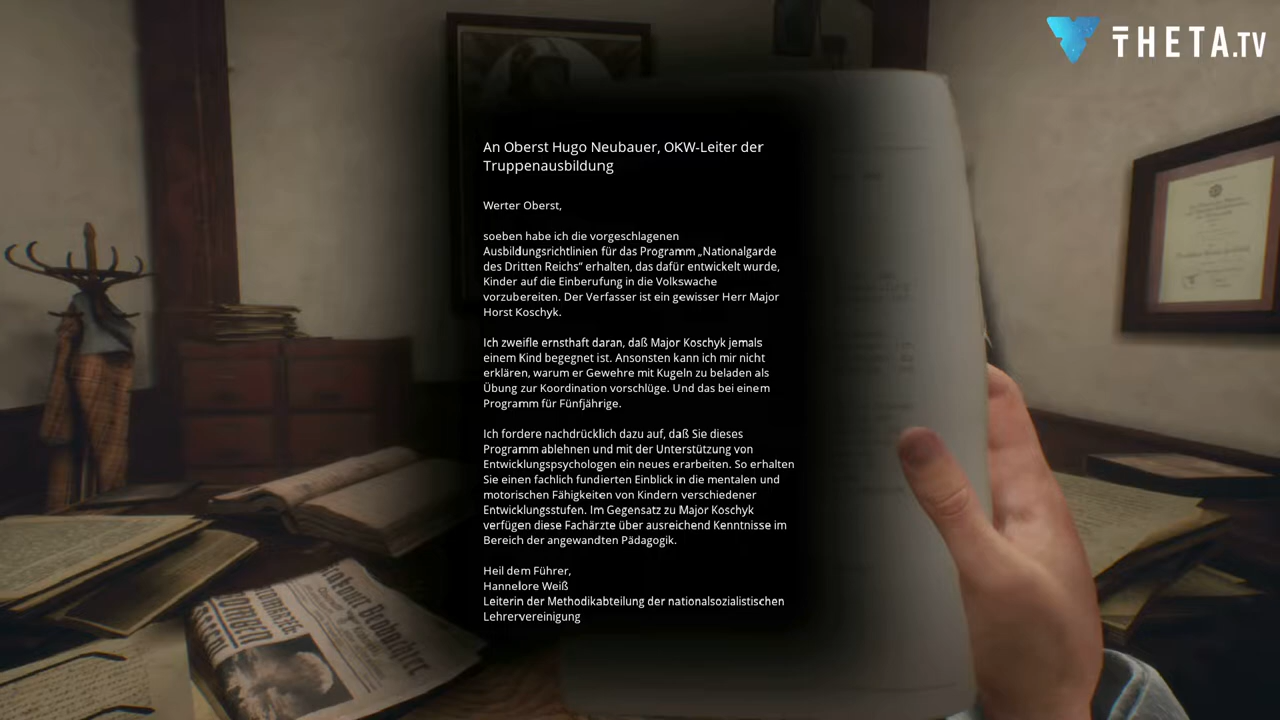 THETA.TV
An Oberst Hugo Neubauer, OKW-Leiter der
Truppenausbildung
Werter Oberst,
soeben habe ich die vorgeschlagenen
Ausbildungsrichtlinien für das Programm „Nationalgarde
des Dritten Reichs“ erhalten, das dafür entwickelt wurde,
Kinder auf die Einberufung in die Volkswache
vorzubereiten. Der Verfasser ist ein gewisser Herr Major
Horst Koschyk.
Ich zweifle ernsthaft daran, daß Major Koschyk jemals
einem Kind begegnet ist. Ansonsten kann ich mir nicht
erklären, warum er Gewehre mit Kugeln zu beladen als
Übung zur Koordination vorschlüge. Und das bei einem
Programm für Fünfjährige.
Ich fordere nachdrücklich dazu auf, daß Sie dieses
Programm ablehnen und mit der Unterstützung von
Entwicklungspsychologen ein neues erarbeiten. So erhalten
Sie einen fachlich fundierten Einblick in die mentalen und
motorischen Fähigkeiten von Kindern verschiedener
Entwicklungsstufen. Im Gegensatz zu Major Koschyk
verfügen diese Fachärzte über ausreichend Kenntnisse im
Bereich der angewandten Pädagogik.
Heil dem Führer,
Hannelore Weiß
Leiterin der Methodikabteilung der nationalsozialistischen
Lehrervereinigung
Beobachter